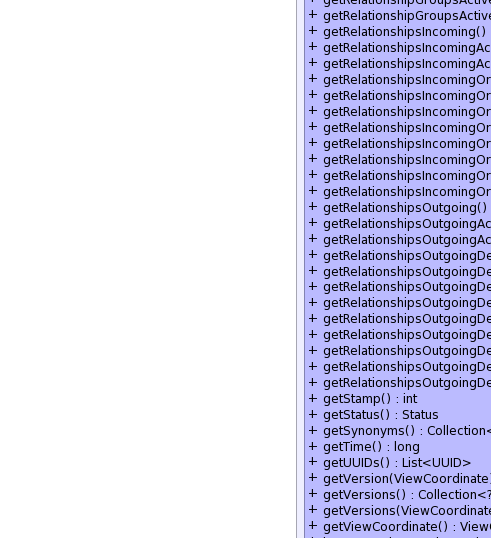 + getRelationshipGroupsActive
+ getRelationshipGroupsActive
+ getRelationshipsIncoming()
+ getRelationshipsIncomingAc
+ getRelationshipsIncomingAc
+ getRelationshipsIncomingOr
+ getRelationshipsIncomingOr
+ getRelationshipsIncomingOr
+ getRelationshipsIncomingOr
+ getRelationshipsIncomingOr
+ getRelationshipsIncomingOr
+ getRelationshipsIncomingOr
+ getRelationshipsIncomingOr
+ getRelationshipsOutgoing()
+ getRelationshipsOutgoingAc
+ getRelationshipsOutgoingAc
+ getRelationshipsOutgoingDe
+ getRelationshipsOutgoingDe
+ getRelationshipsOutgoingDe
+ getRelationshipsOutgoingDe
+ getRelationshipsOutgoingDe
+ getRelationshipsOutgoingDe
+ getRelationshipsOutgoingDe
+ getRelationshipsOutgoingDe
+ getRelationshipsOutgoingDe
+ getStamp() : int
+ getStatus() : Status
+ getSynonyms() : Collection<
+ getTime() : long
+ getUUIDs() : List<UUID>
+ getVersion(ViewCoordinate)
+ getVersions() : Collection<?
+ getVersions(ViewCoordinate
+ getViewCoordinate() : View